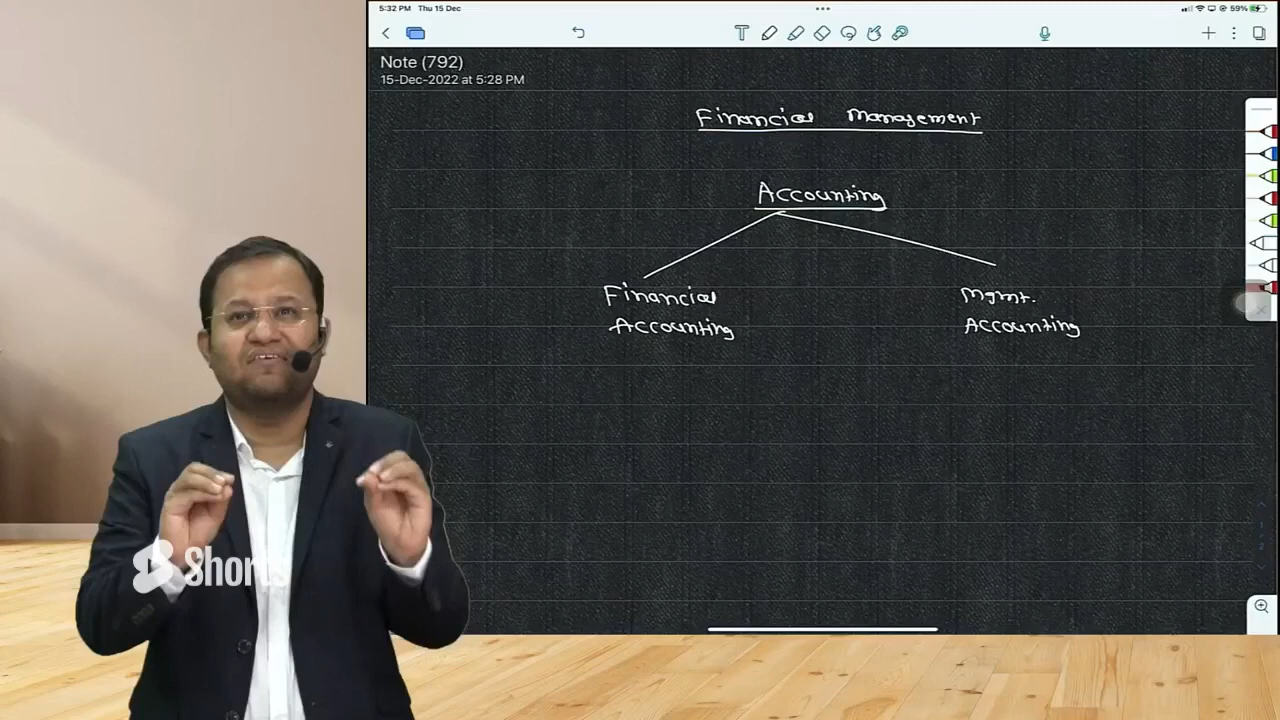 5:32 PM Thu 15 Dec
59%
Note (792)
15-Dec-2022 at 5:28 PM
Financial Management
Accounting
Financial
Accounting
Mgmt.
Accounting
Shorts